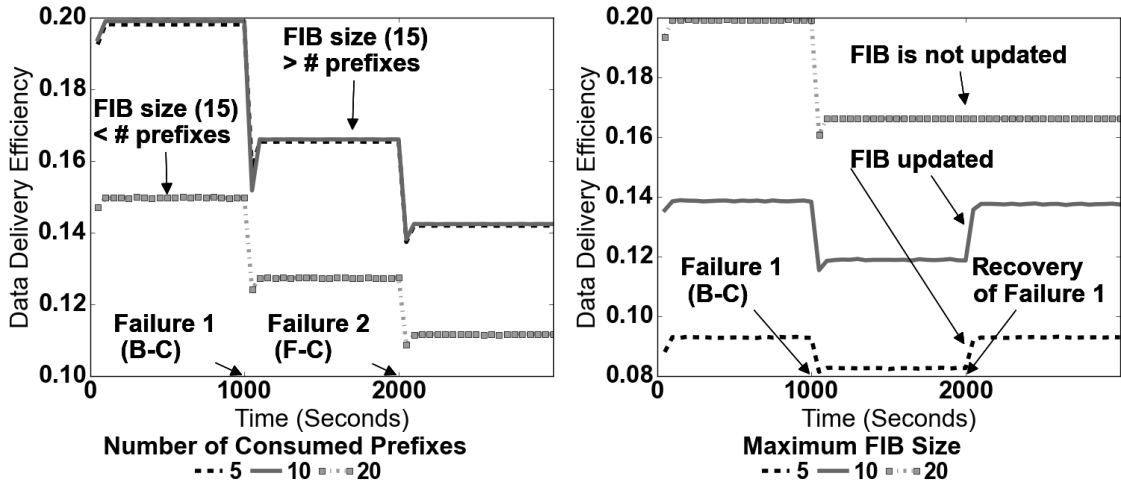 Data Delivery Efficiency
0.20
0.18
0.16
0.14
0.12
0.10
FIB size (15)
> # prefixes
FIB size (15)
< # prefixes
Failure 1
(B-C)
Failure 2
(F-C)
0
1000
2000
Time (Seconds)
Number of Consumed Prefixes
5 10 20
Data Delivery Efficiency
0.20
0.18
0.16
0.14
0.12
0.10
0.08
FIB is not updated
FIB updated
Failure 1
(B-C)
Recovery
of Failure 1
0
1000
2000
Time (Seconds)
Maximum FIB Size
5 10 20